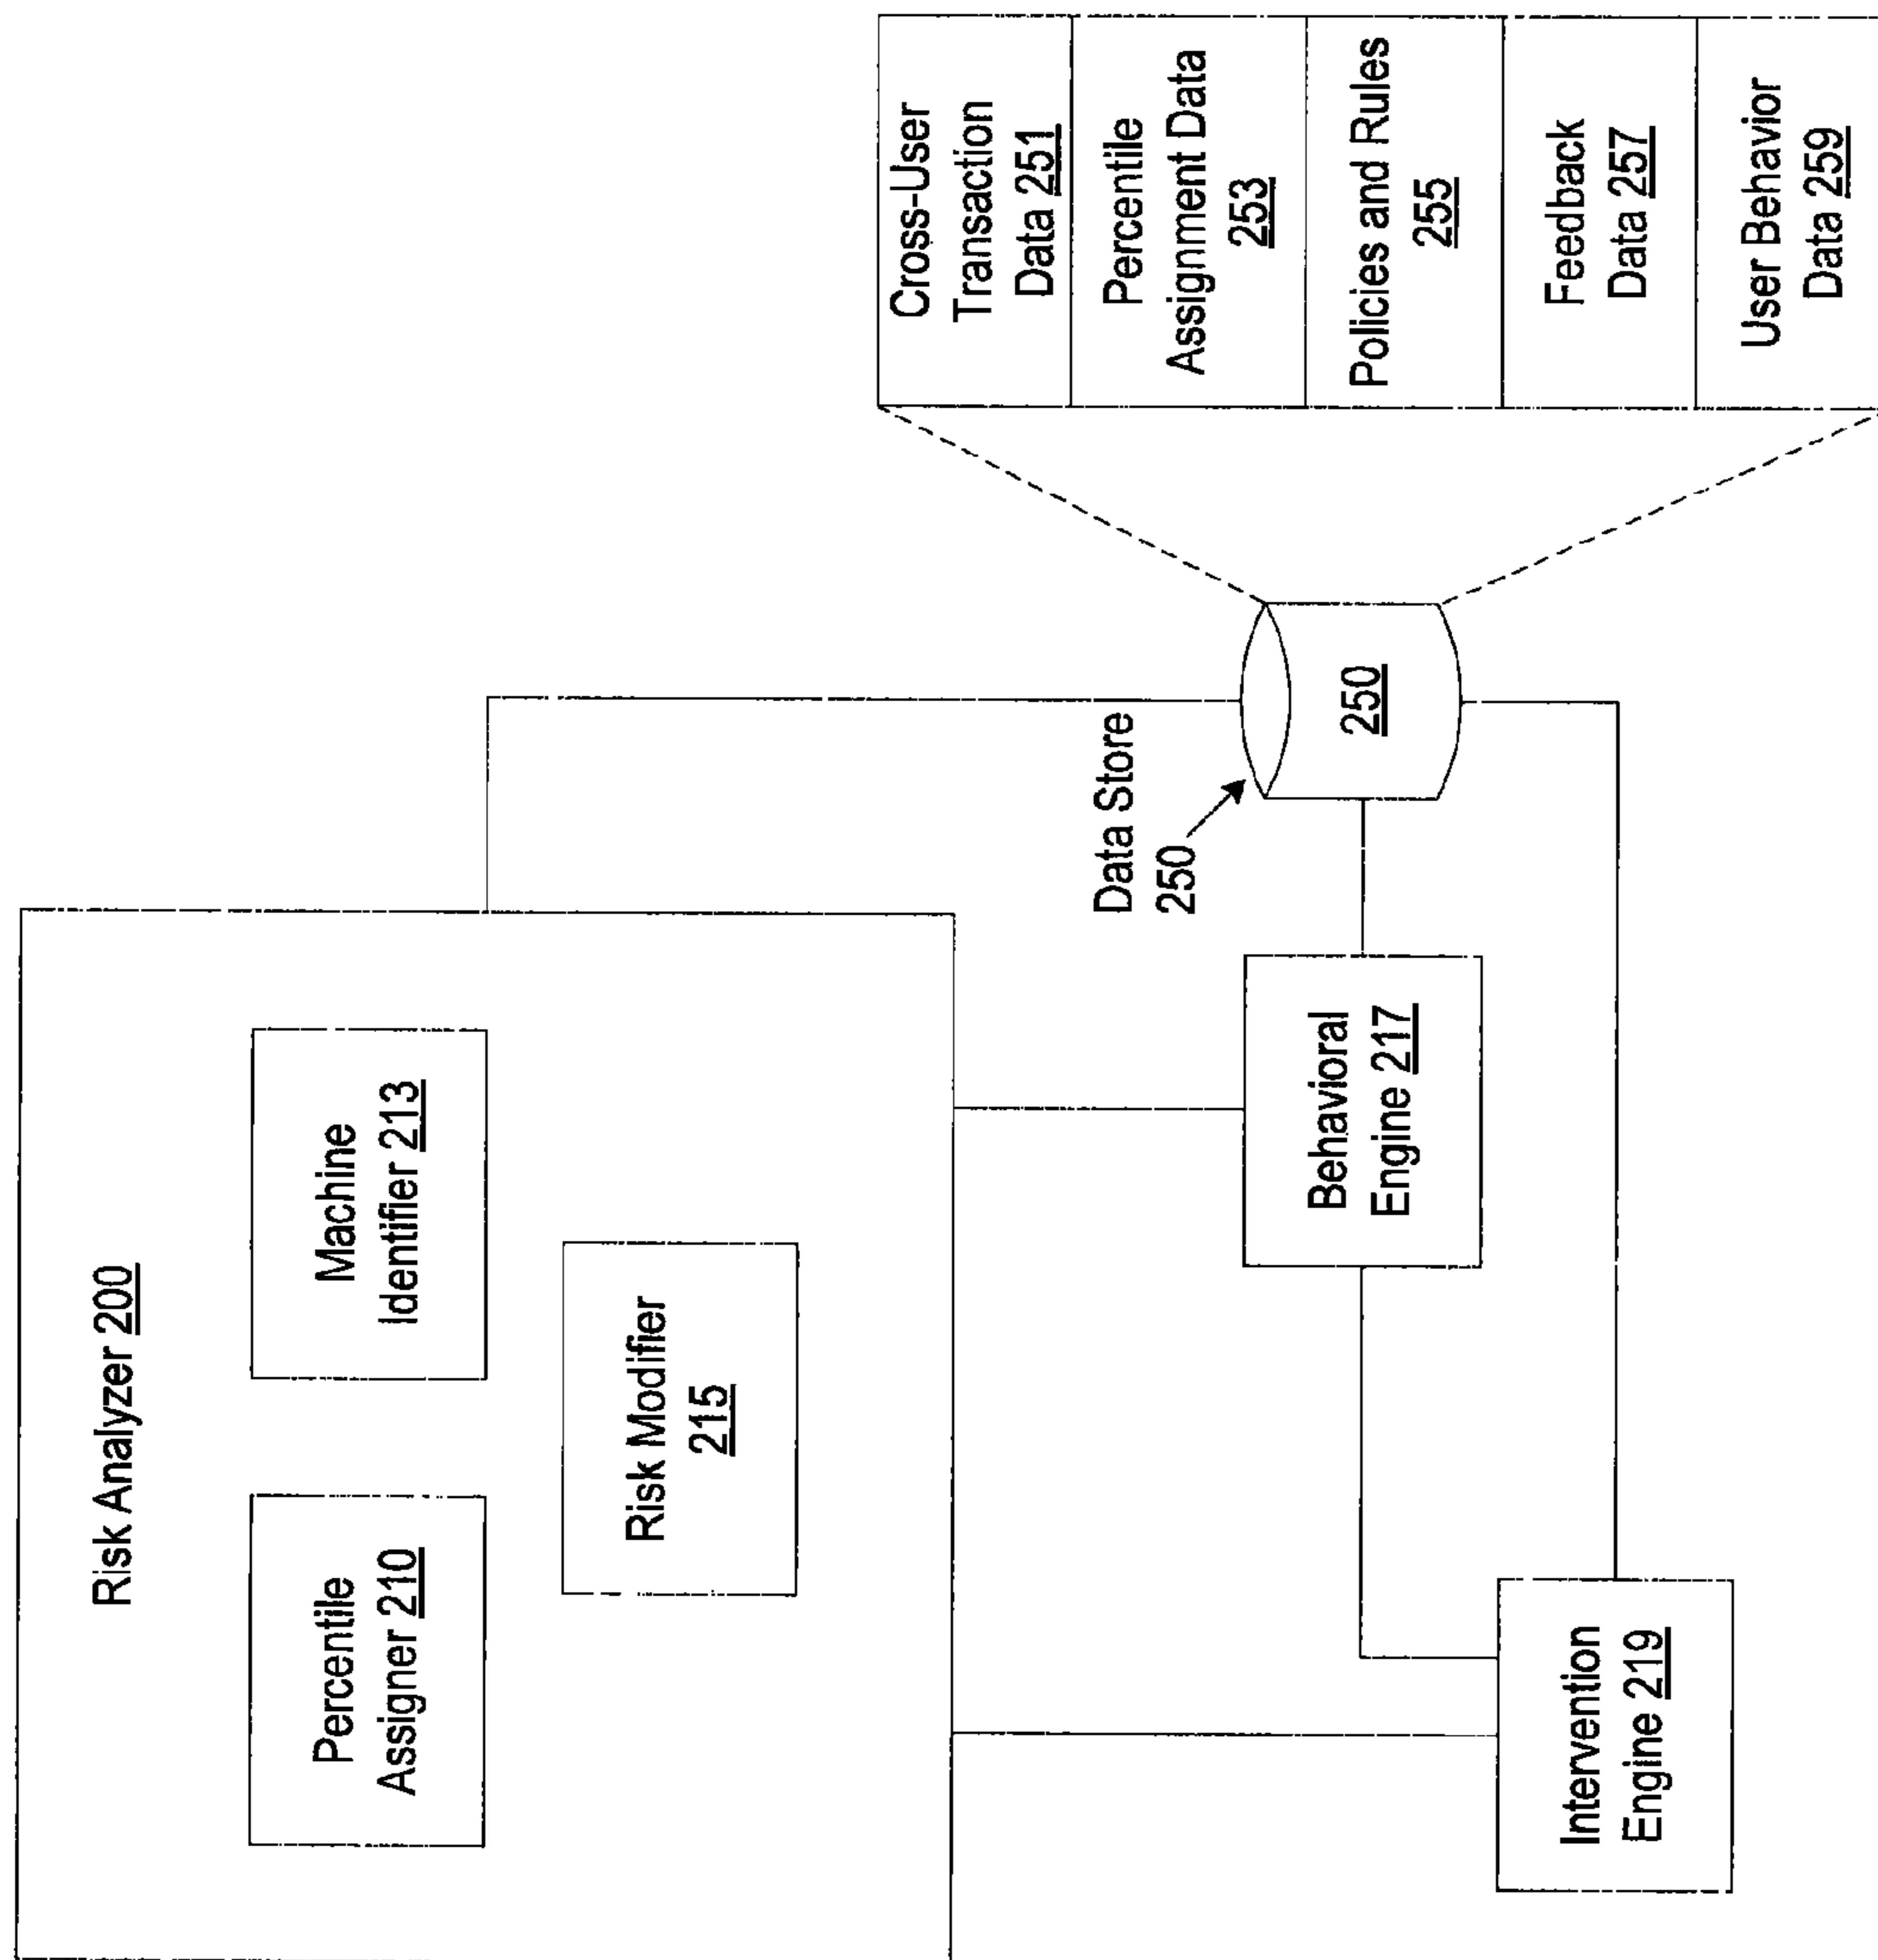 Risk Analyzer 200
Percentile
Assigner 210
Machine
Identifier 213
Risk Modifier
215
Data Store
250
250
Behavioral
Engine 217
Intervention
Engine 219
Cross-User
Transaction
Data 251
Percentile
Assignment Data
253
Policies and Rules
255
Feedback
Data 257
User Behavior
Data 259